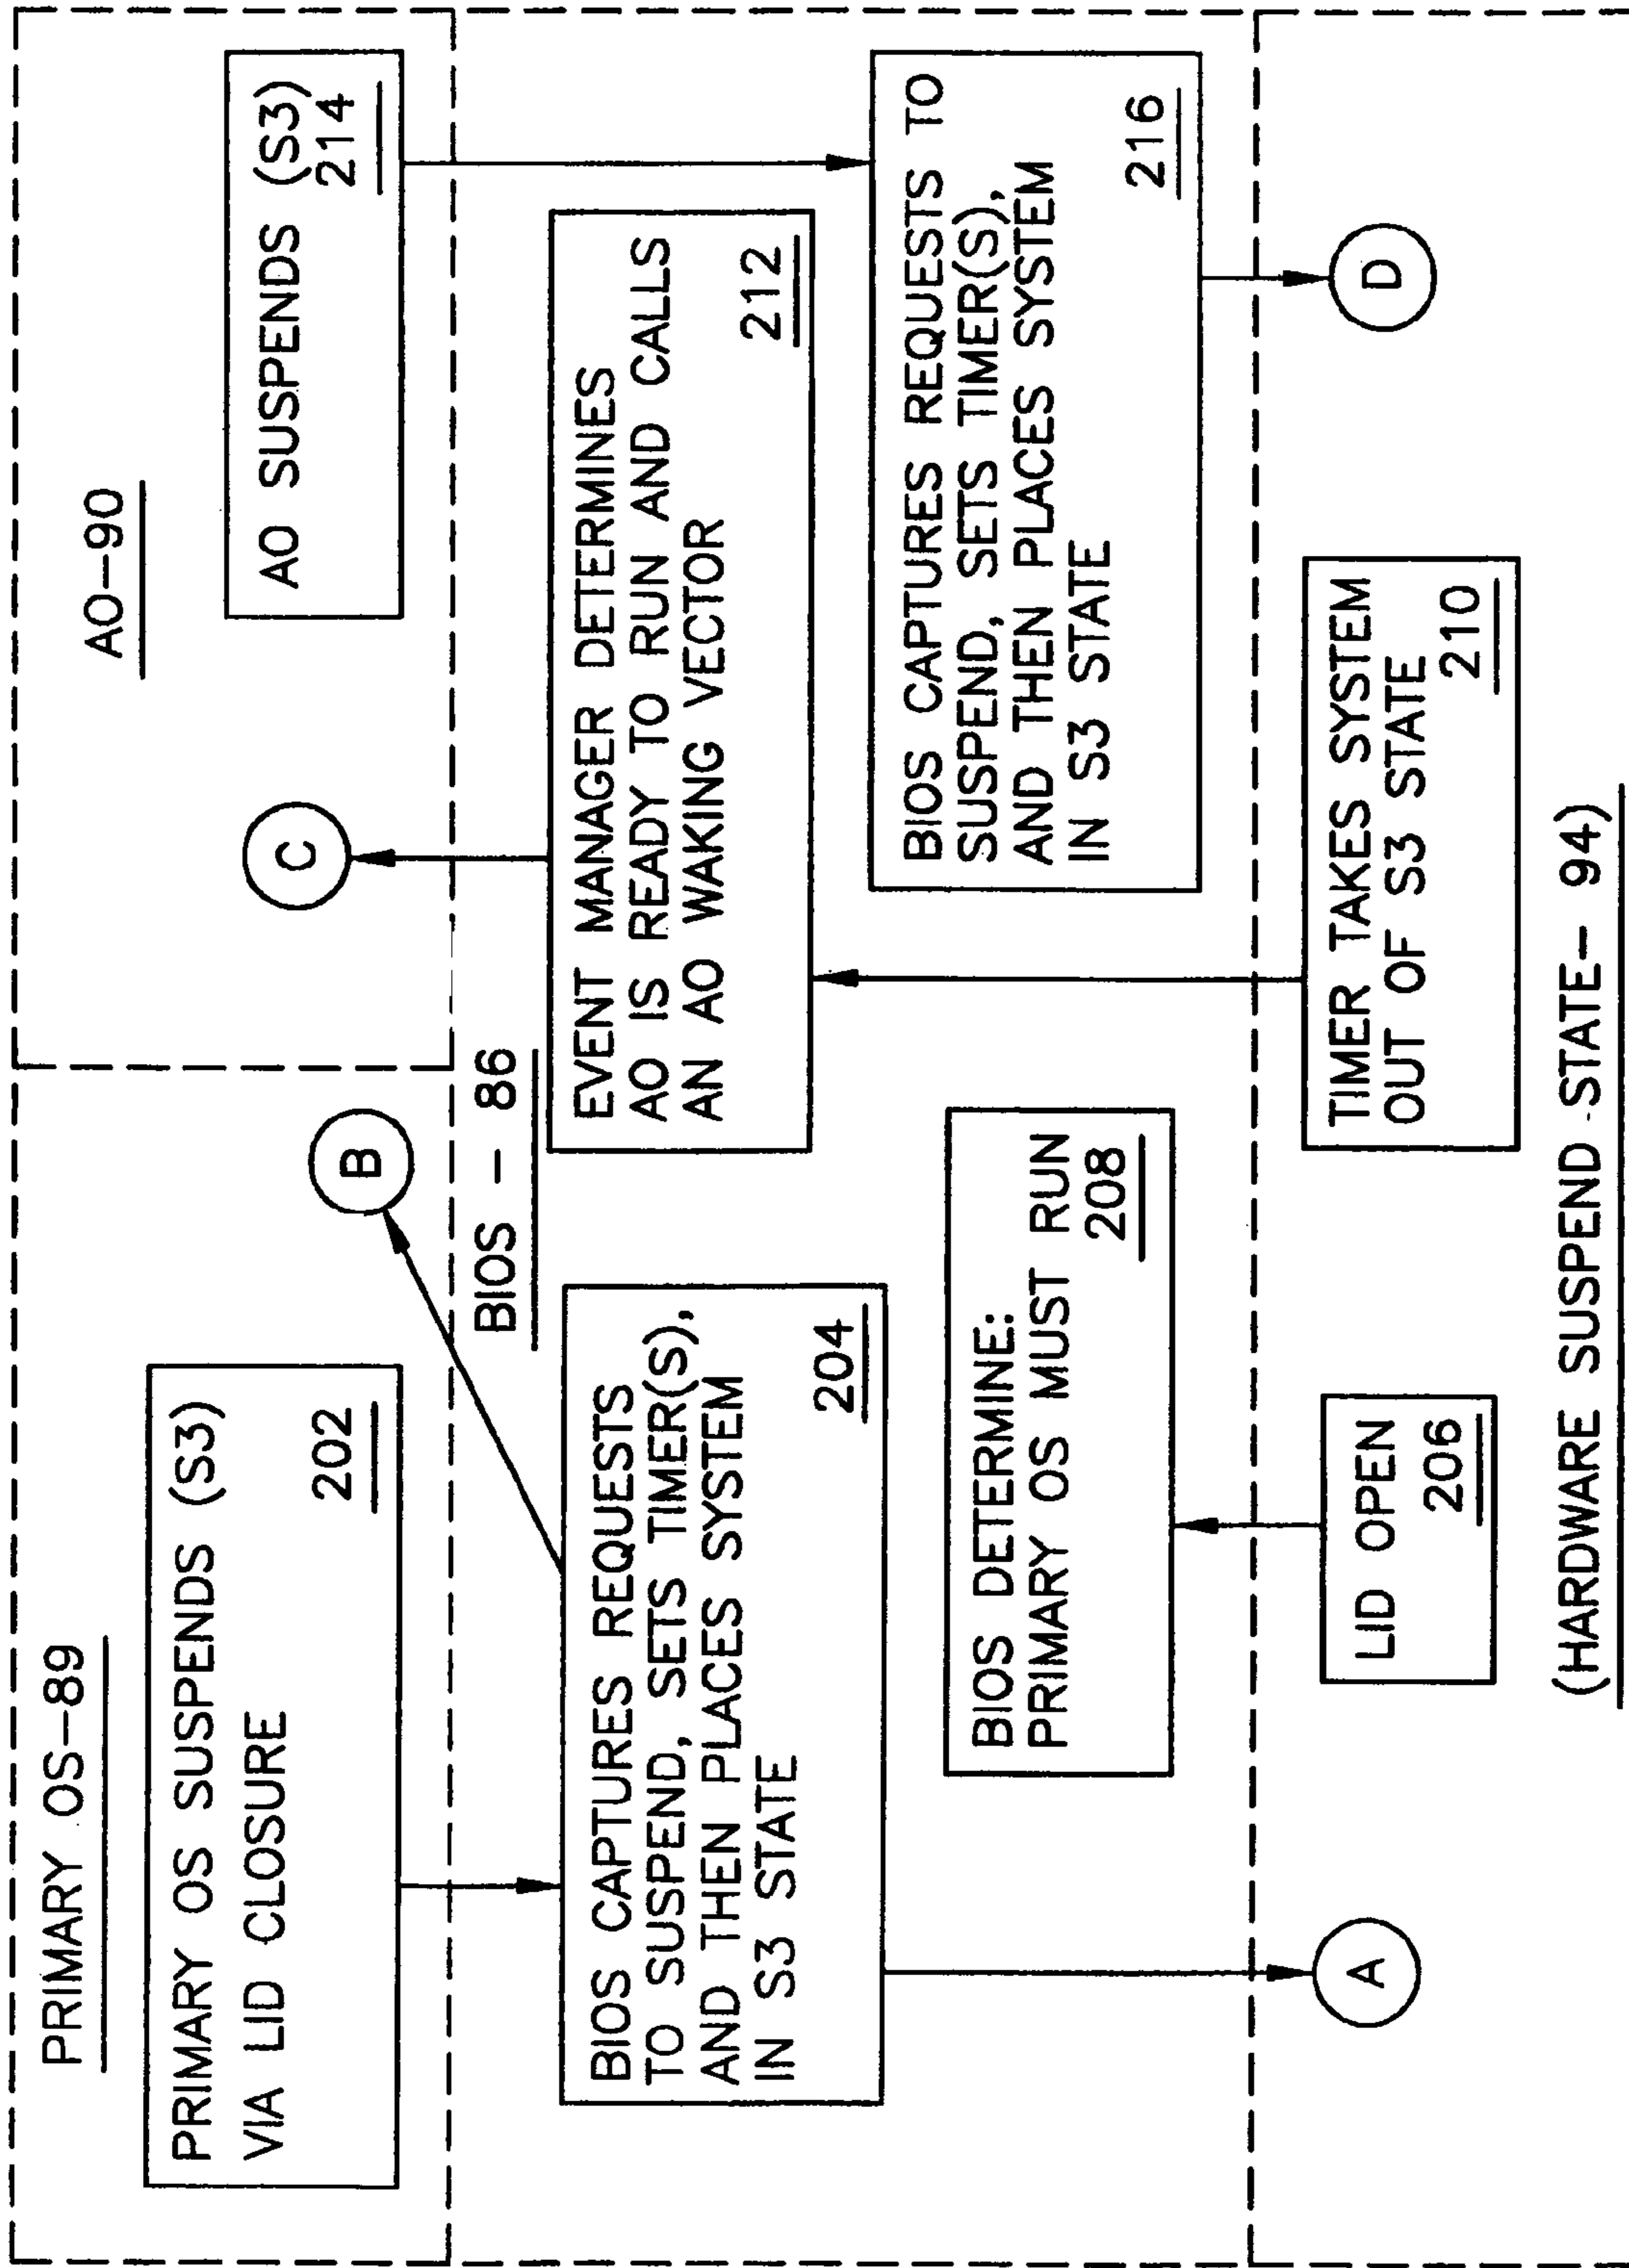 PRIMARY OS-89
PRIMARY OS SUSPENDS (S3)
VIA LID CLOSURE
202
B
BIOS - 86
BIOS CAPTURES REQUESTS
TO SUSPEND, SETS TIMER(S),
AND THEN PLACES SYSTEM
IN S3 STATE
204
BIOS DETERMINE:
PRIMARY OS MUST RUN
208
LID OPEN
206
A
AO-90
C
AO SUSPENDS (S3)
214
EVENT MANAGER DETERMINES
AO IS READY TO RUN AND CALLS
AN AO WAKING VECTOR
212
BIOS CAPTURES REQUESTS TO
SUSPEND, SETS TIMER(S),
AND THEN PLACES SYSTEM
IN S3 STATE
216
TIMER TAKES SYSTEM
OUT OF S3 STATE
210
D
(HARDWARE SUSPEND STATE- 94)